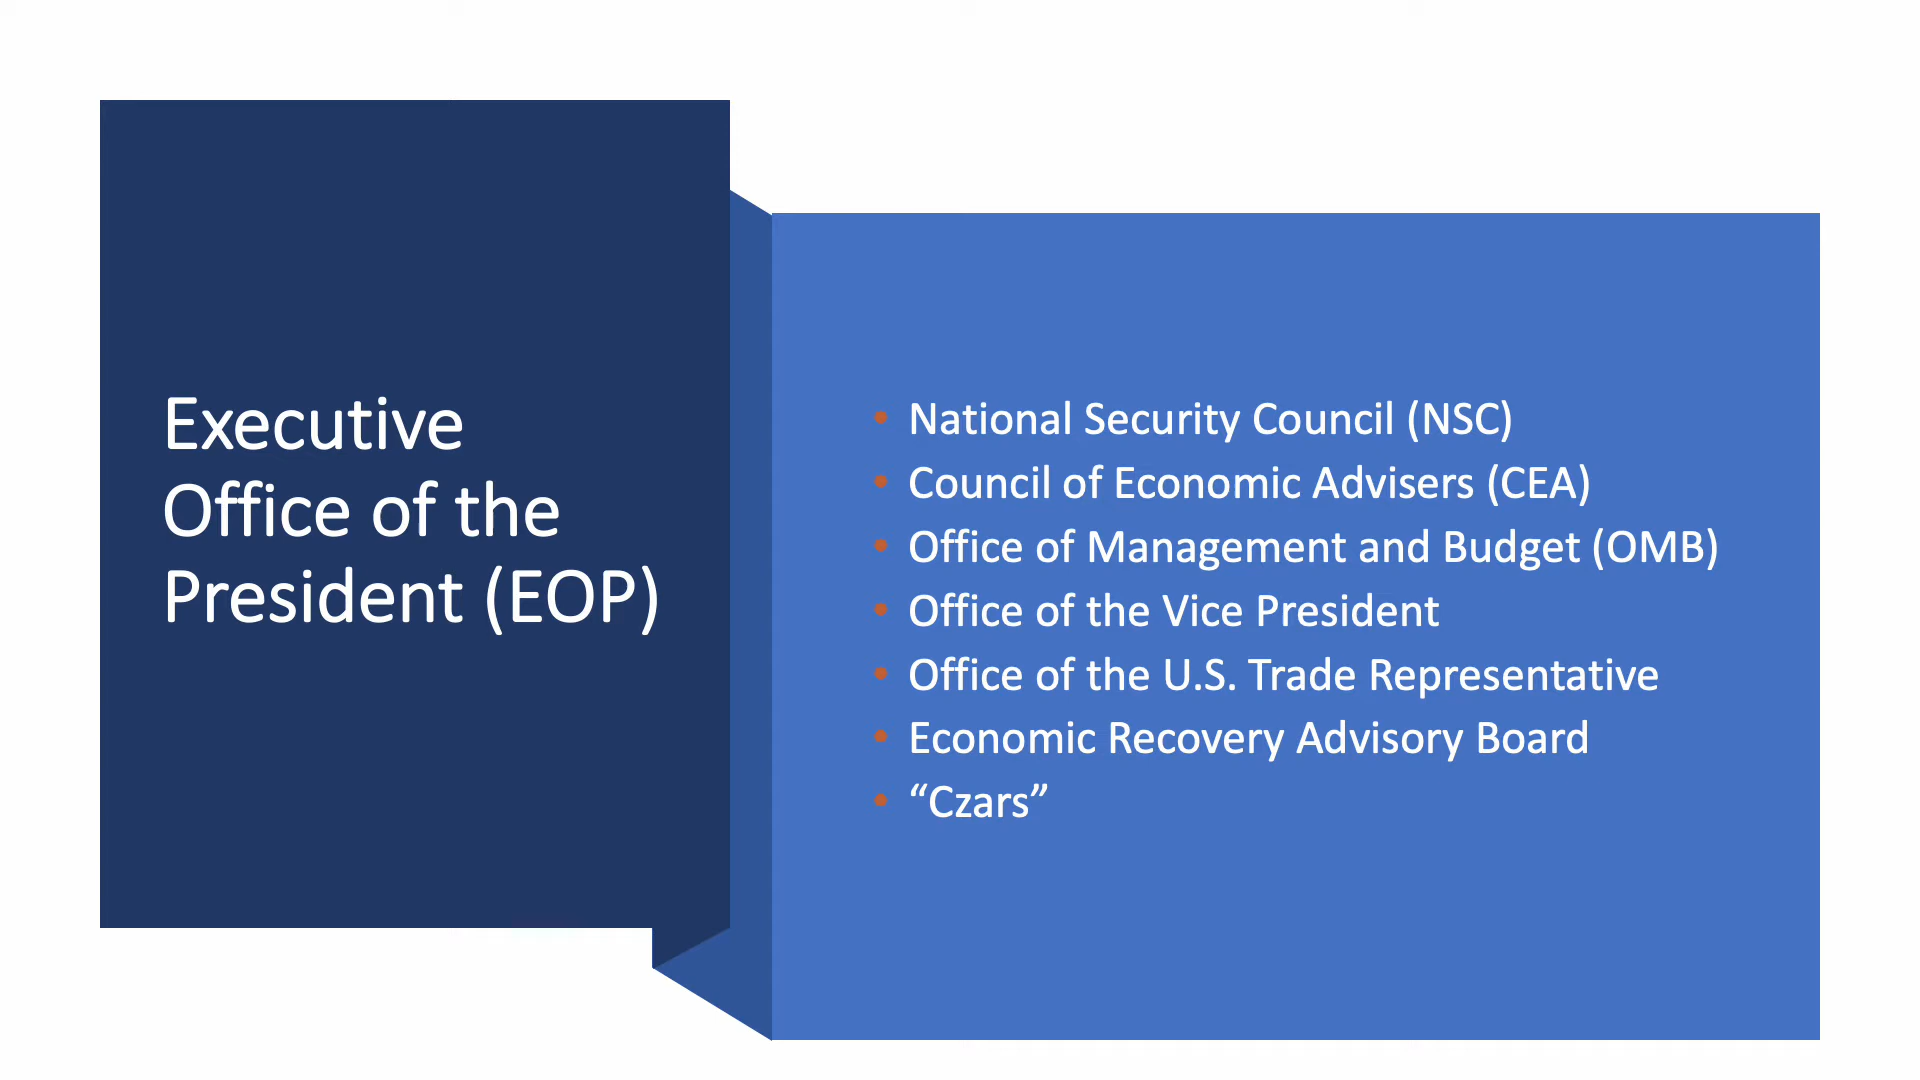 Executive
Office of the
President (EOP)
• National Security Council (NSC)
• Council of Economic Advisers (CEA)
• Office of Management and Budget (OMB)
• Office of the Vice President
• Office of the U.S. Trade Representative
• Economic Recovery Advisory Board
• “Czars”